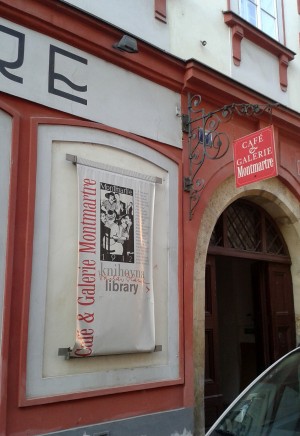 RE
CAFÉ
&
GALERIE
Montmartre
Café & Galerie Montmartre
Montmartre
knihovna
library